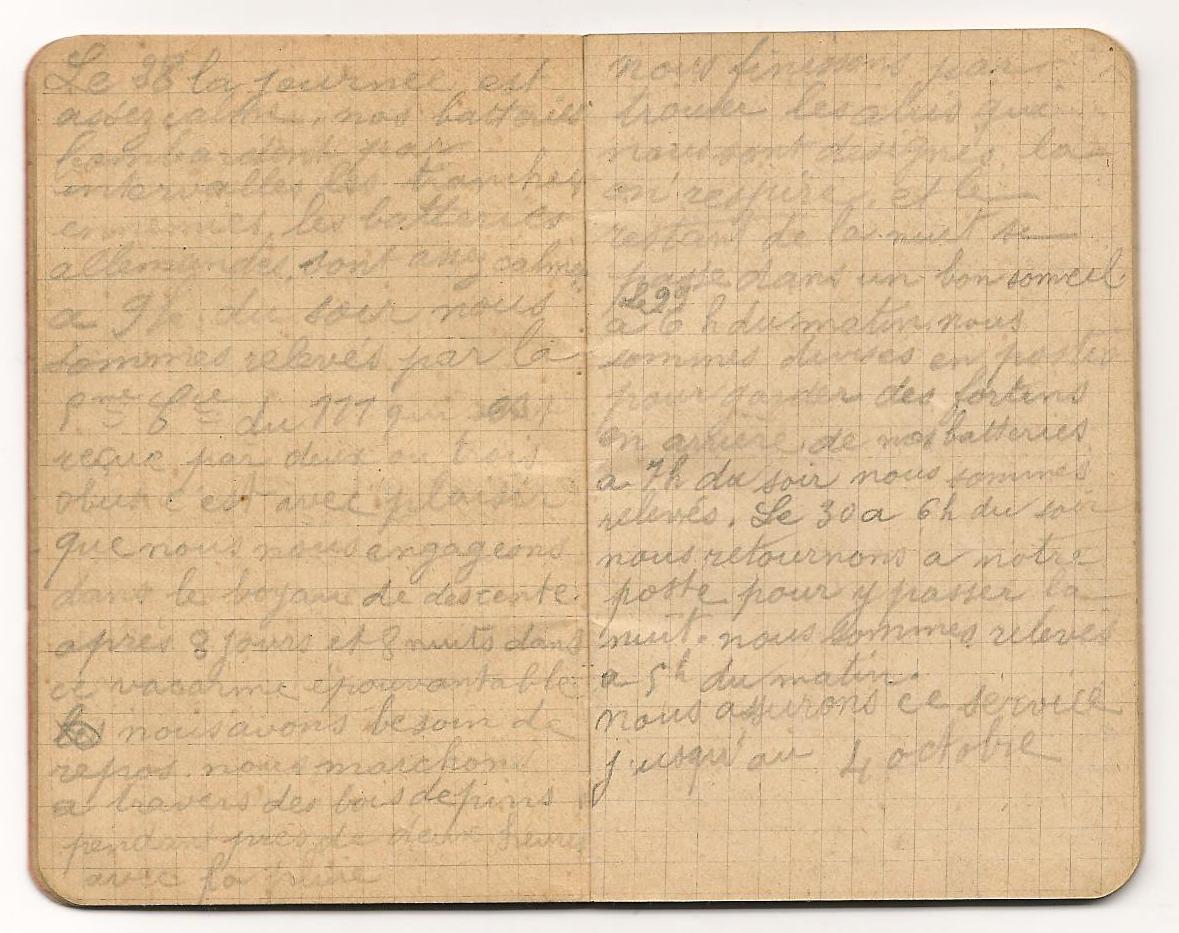 Le 28 la journée est
assez calme, nos batteries
bombardent par
intervalles les tranchées
ennemies, les batteries
allemandes sont assez calmes
a 9h du soir nous
sommes relevés par la
5me Cie du 111 qui est
reçue par deux ou trois
obus c'est avec plaisir
que nous nous engageons
dans le boyau de descente.
après 8 jours et 8 nuits dans
ce vacarme épouvantable
nous avons besoin de
repos. nous marchons
a travers des bois de pins
pendant près de deux heures
avec la pluie
nous finissons par
trouver les abris qui
nous sont designés la
on respire, et le
restant de la nuit se
passe dans un bon someil
Le 29
a 6 h du matin nous
sommes divisés en postes
pour garder des fortins
en arriere de nos batteries
a 7h du soir nous sommes
relevés. Le 30 a 6h du soir
nous retournons a notre
poste pour y passer la
nuit. nous sommes relevés
a 5h du matin.
nous assurons ce service
jusqu'au 4 octobre